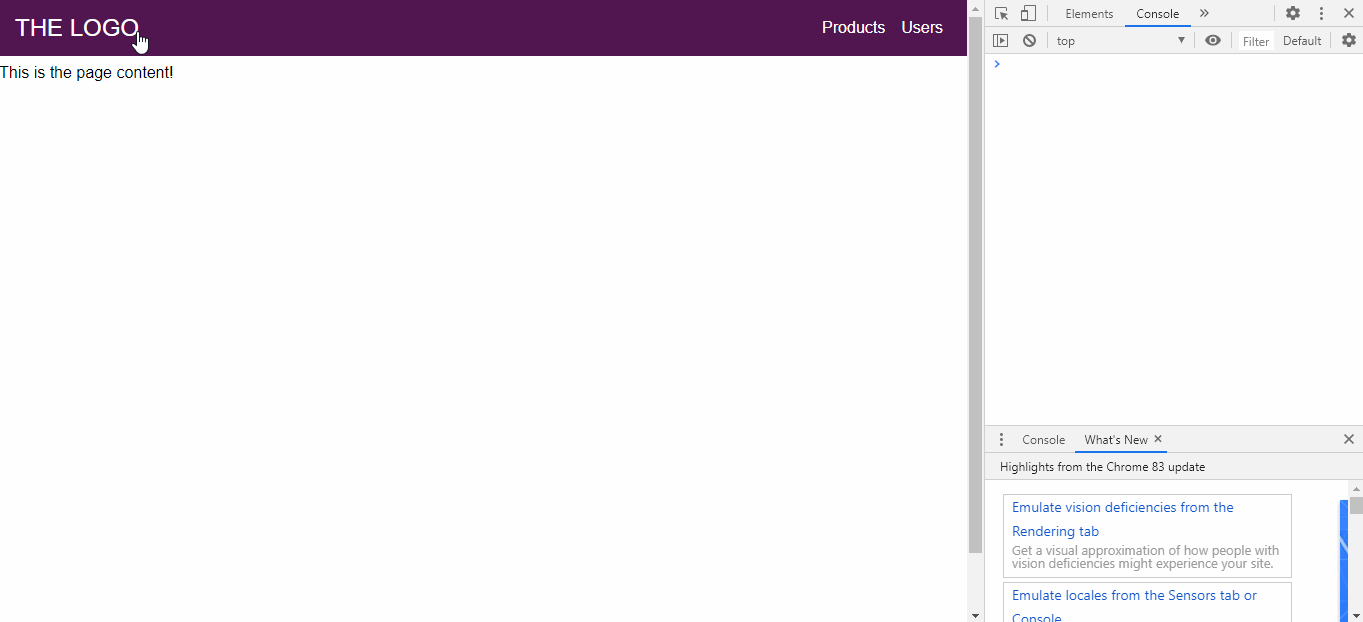 THE LOGO
Products Users
This is the page content!
Elements Console »
top Filter Default
Console What's New ×
Highlights from the Chrome 83 update
Emulate vision deficiencies from the
Rendering tab
Get a visual approximation of how people with
vision deficiencies might experience your site.
Emulate locales from the Sensors tab or
Console